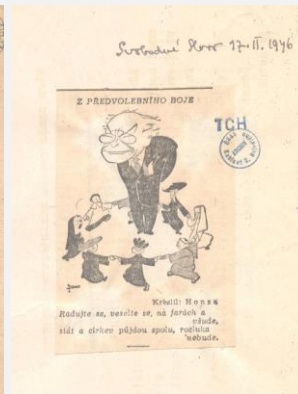 Svobodné Slovo 17. II. 1946
Z PŘEDVOLEBNÍHO BOJE
TCH
Kreslil: Honsa
Radujte se, veselte se, na farách a
všude,
stát a církev půjdou spolu, rozluka
nebude.